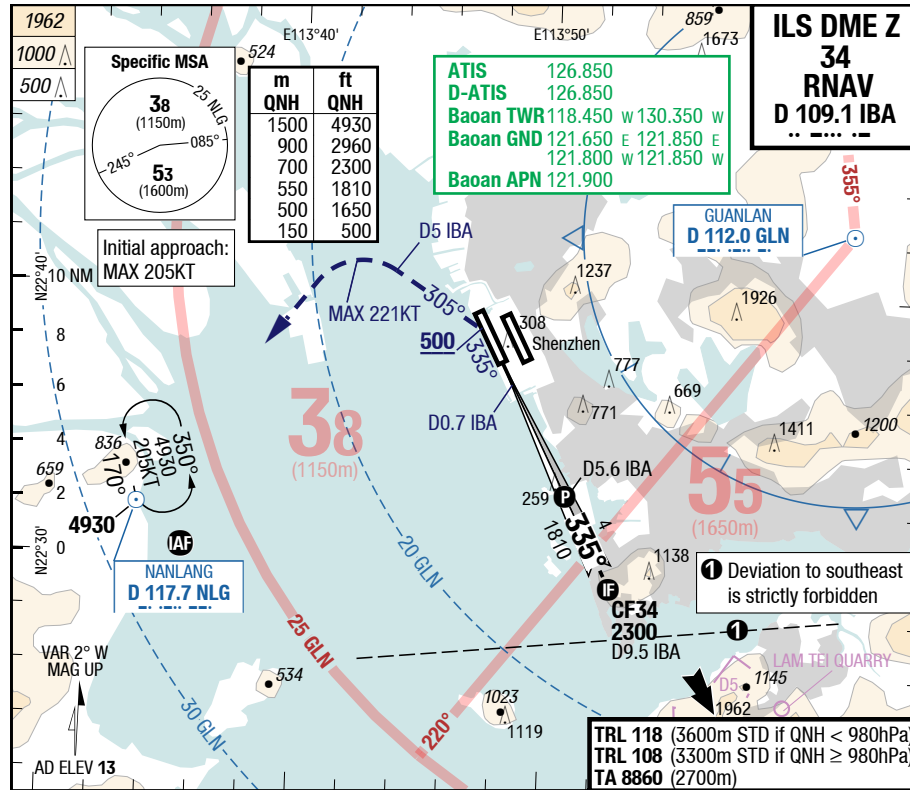 1962
1000
500
524
E113°40'
E113°50'
859
1673
ILS DME Z
34
RNAV
D 109.1 IBA
Specific MSA
25 NLG
38
(1150m)
085°
245°
53
(1600m)
m ft
QNH QNH
1500 4930
900 2960
700 2300
550 1810
500 1650
150 500
ATIS 126.850
D-ATIS 126.850
Baoan TWR 118.450 W 130.350 W
Baoan GND 121.650 E 121.850 E
121.800 W 121.850 W
Baoan APN 121.900
355°
GUANLAN
D 112.0 GLN
Initial approach:
MAX 205KT
N22°40'
10 NM
8
6
4
2
0
N22°30'
D5 IBA
305°
MAX 221KT
500
335°
308
Shenzhen
1237
1926
777
669
771
1411
1200
D0.7 IBA
38
(1150m)
55
(1650m)
D5.6 IBA
P
259
335°
4
1810
1138
IF
CF34
2300
D9.5 IBA
836
659
350°
4930
205KT
170°
4930
IAF
NANLANG
D 117.7 NLG
20 GLN
25 GLN
30 GLN
220°
1 Deviation to southeast
is strictly forbidden
1
VAR 2° W
MAG UP
AD ELEV 13
534
1023
1119
LAM TEI QUARRY
D5
1145
1962
TRL 118 (3600m STD if QNH < 980hPa)
TRL 108 (3300m STD if QNH ≥ 980hPa)
TA 8860 (2700m)